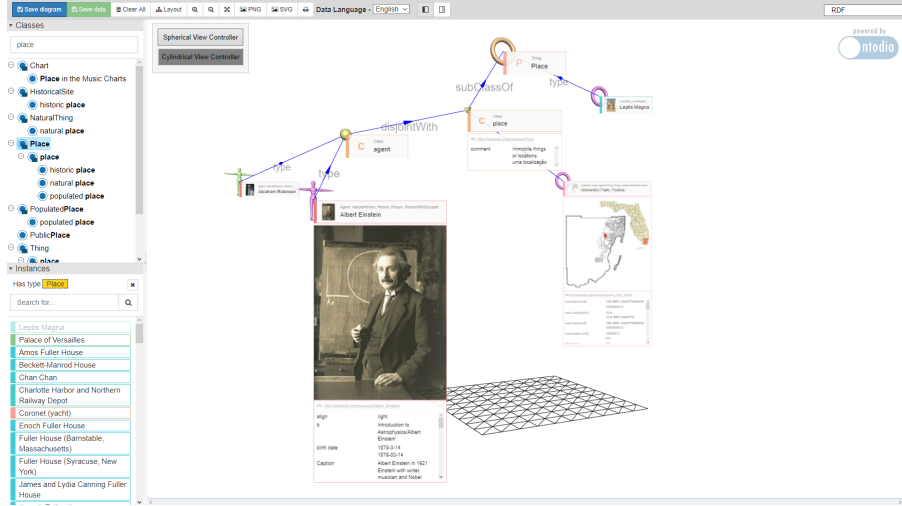 Save diagram
Save data
Clear All
Layout
PNG
SVG
Data Language - English
RDF
Classes
place
Chart
Place in the Music Charts
HistoricalSite
historic place
NaturalThing
natural place
Place
place
historic place
natural place
populated place
PopulatedPlace
populated place
PublicPlace
Thing
place
Instances
Has type Place
Search for...
Leptis Magna
Palace of Versailles
Amos Fuller House
Beckett-Manrod House
Chan Chan
Charlotte Harbor and Northern
Railway Depot
Coronet (yacht)
Enoch Fuller House
Fuller House (Barnstable,
Massachusetts)
Fuller House (Syracuse, New
York)
James and Lydia Canning Fuller
House
Spherical View Controller
Cylindrical View Controller
powered by
ntodia
P
Thing
Place
subClassOf
type
Leptis Magna
C
Class
place
comment
Immobile things
or locations.
uma localização
disjointWith
C
Class
agent
type
type
Abraham Robinson
Albert Einstein
align
right
b
Introduction to
Astrophysics/Albert
Einstein
birth date
1879-3-14
1879-03-14
Caption
Albert Einstein in 1921
Einstein with writer,
musician and Nobel
University Park, Florida